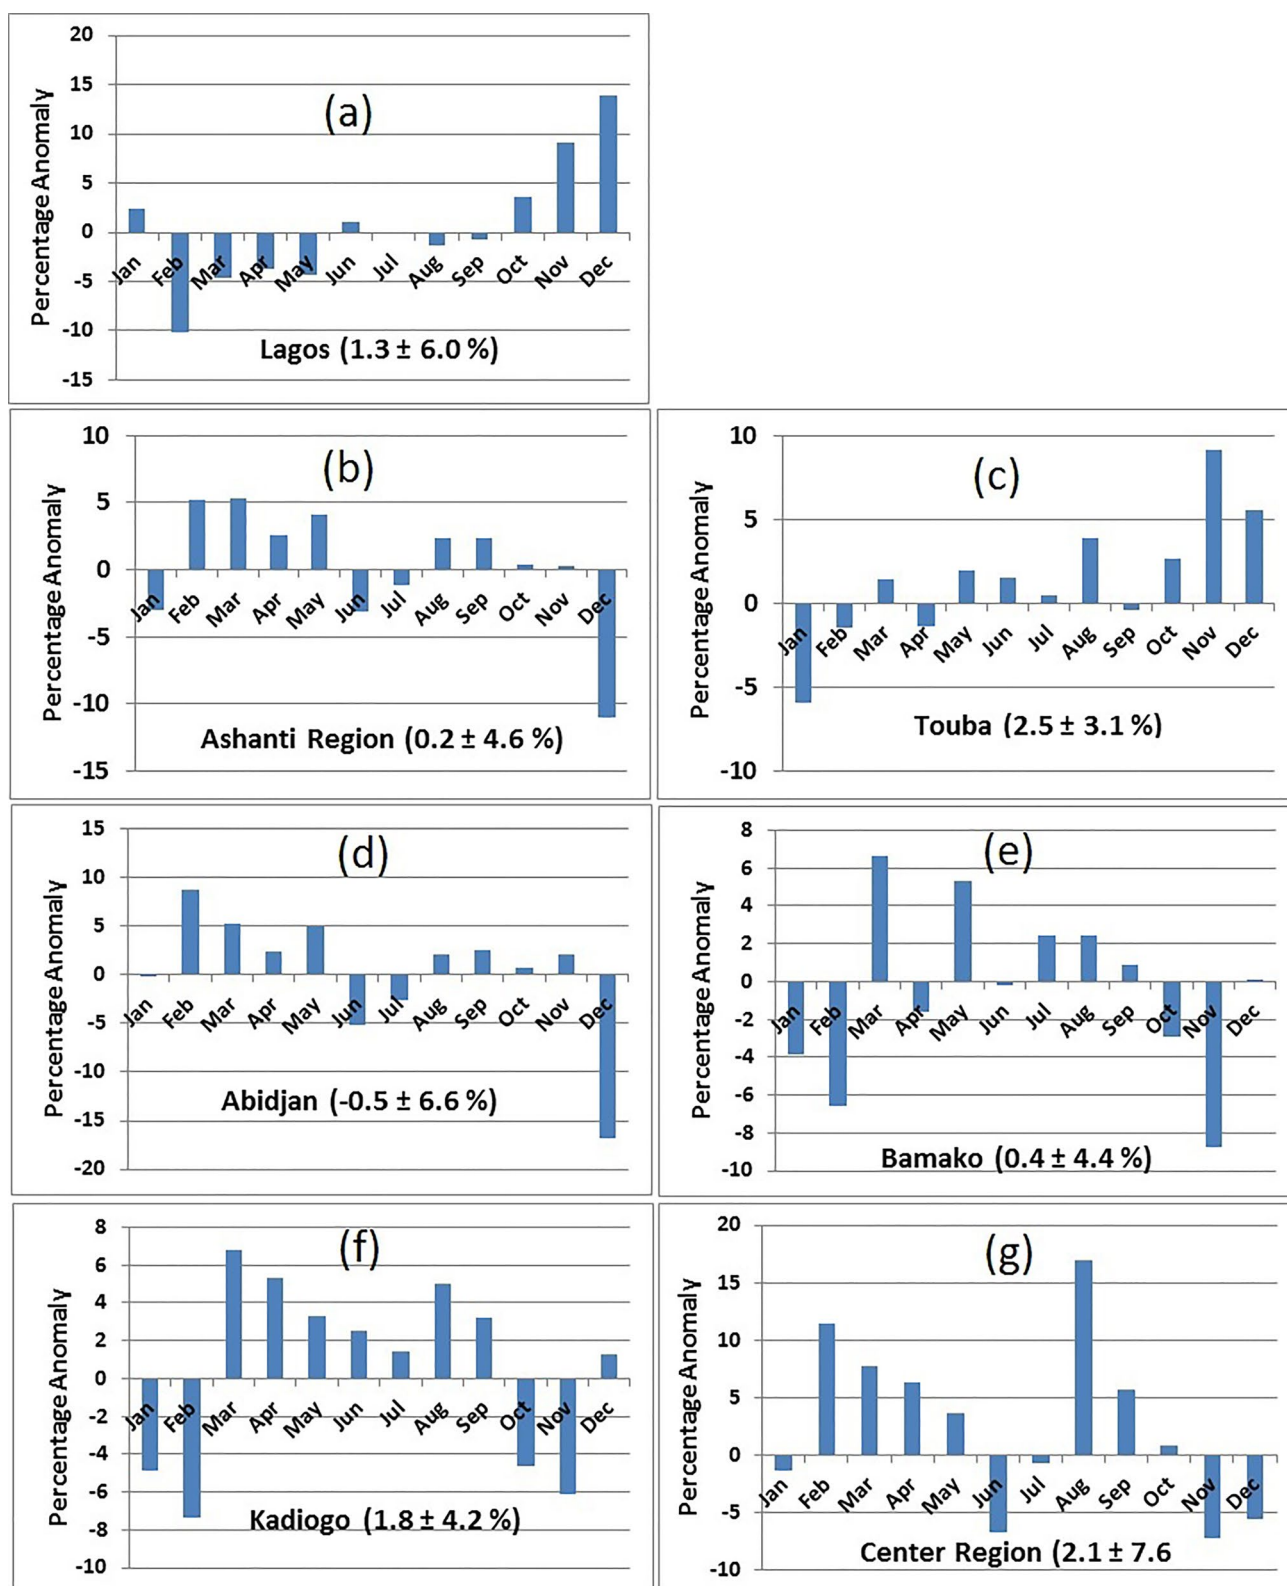 20
15
(a)
10
5
0
-5
-10
-15
Percentage Anomaly
Jan Feb Mar Apr May Jun Jul Aug Sep Oct Nov Dec
Lagos (1.3 ± 6.0 %)
10
(b)
5
0
-5
-10
-15
Percentage Anomaly
Jan Feb Mar Apr May Jun Jul Aug Sep Oct Nov Dec
Ashanti Region (0.2 ± 4.6 %)
10
(c)
5
0
-5
-10
Percentage Anomaly
Jan Feb Mar Apr May Jun Jul Aug Sep Oct Nov Dec
Touba (2.5 ± 3.1 %)
15
(d)
10
5
0
-5
-10
-15
-20
Percentage Anomaly
Jan Feb Mar Apr May Jun Jul Aug Sep Oct Nov Dec
Abidjan (-0.5 ± 6.6 %)
8
(e)
6
4
2
0
-2
-4
-6
-8
-10
Percentage Anomaly
Jan Feb Mar Apr May Jun Jul Aug Sep Oct Nov Dec
Bamako (0.4 ± 4.4 %)
8
(f)
6
4
2
0
-2
-4
-6
-8
-10
Percentage Anomaly
Jan Feb Mar Apr May Jun Jul Aug Sep Oct Nov Dec
Kadiogo (1.8 ± 4.2 %)
20
(g)
15
10
5
0
-5
-10
Percentage Anomaly
Jan Feb Mar Apr May Jun Jul Aug Sep Oct Nov Dec
Center Region (2.1 ± 7.6